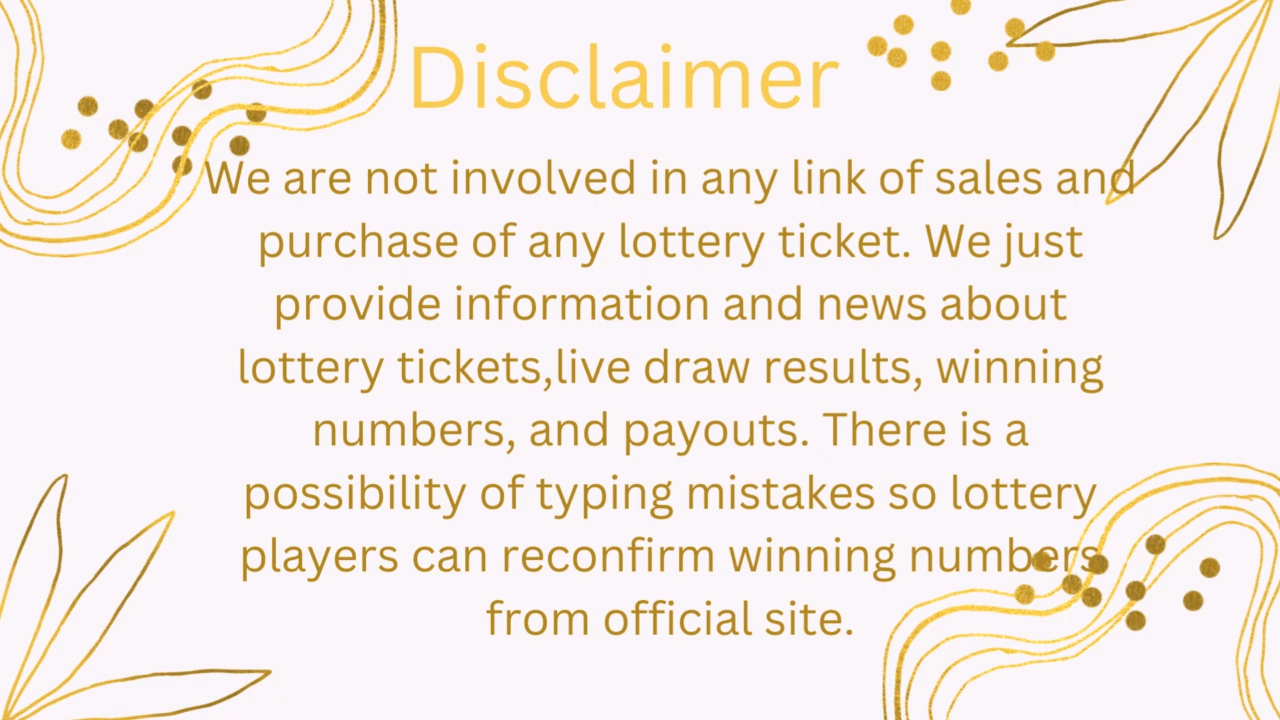 Disclaimer
We are not involved in any link of sales and
purchase of any lottery ticket. We just
provide information and news about
lottery tickets,live draw results, winning
numbers, and payouts. There is a
possibility of typing mistakes so lottery
players can reconfirm winning numbers
from official site.